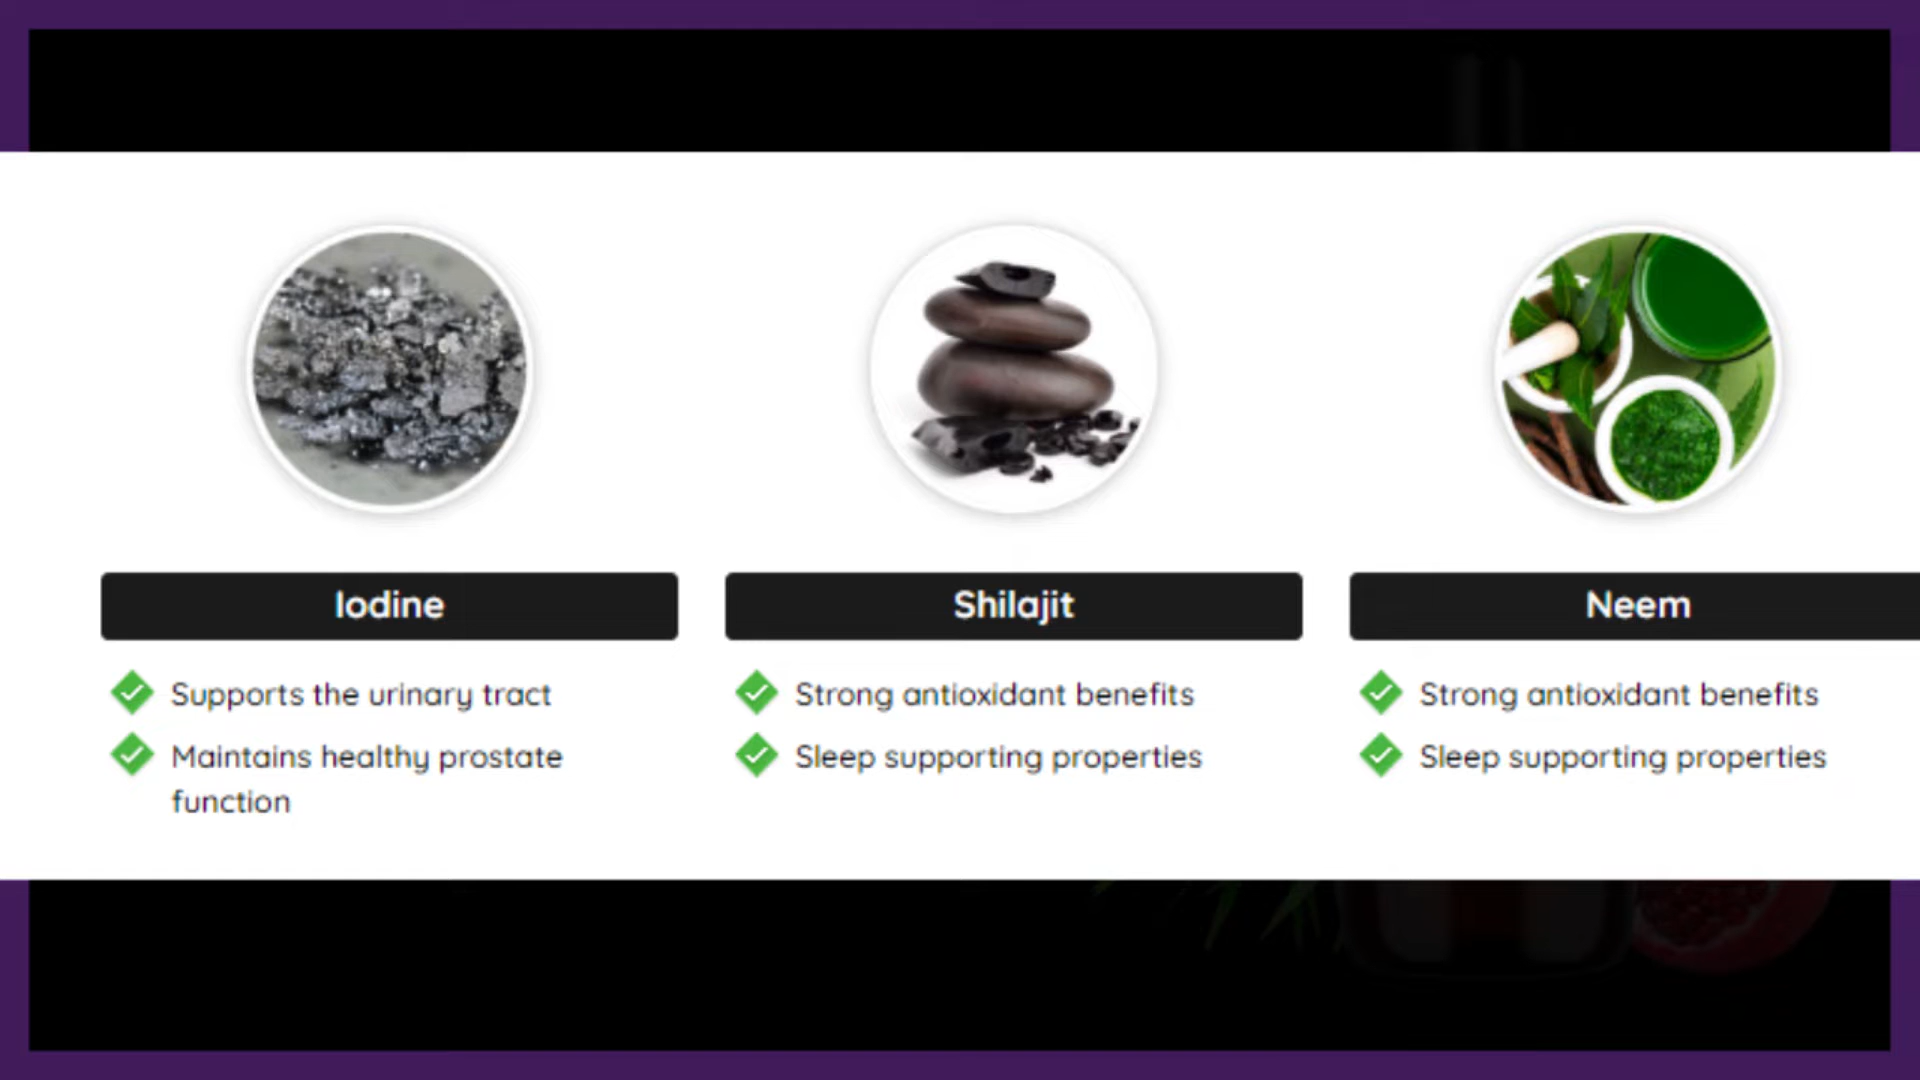 Iodine
Supports the urinary tract
Maintains healthy prostate
function
Shilajit
Strong antioxidant benefits
Sleep supporting properties
Neem
Strong antioxidant benefits
Sleep supporting properties